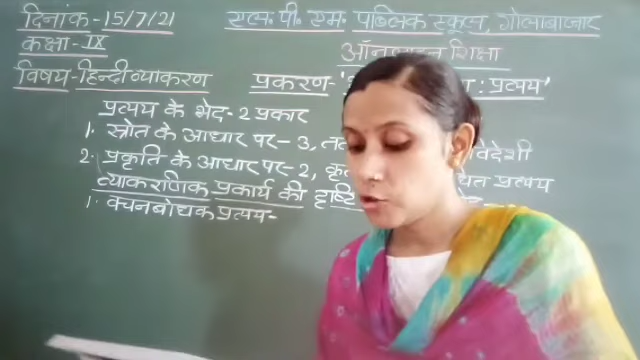 दिनांक-15/7/21 एस. पी. एम. पब्लिक स्कूल, गोलाबाजार
कक्षा-IX ऑनलाइन शिक्षा
विषय-हिन्दी व्याकरण प्रकरण-' : प्रत्यय'
प्रत्यय के भेद-2 प्रकार
1. स्रोत के आधार पर-3, विदेशी
2. प्रकृति के आधार पर-2, प्रत्यय
व्याकरणिक प्रकार्य की दृष्टि
1. वचनबोधक प्रत्यय-